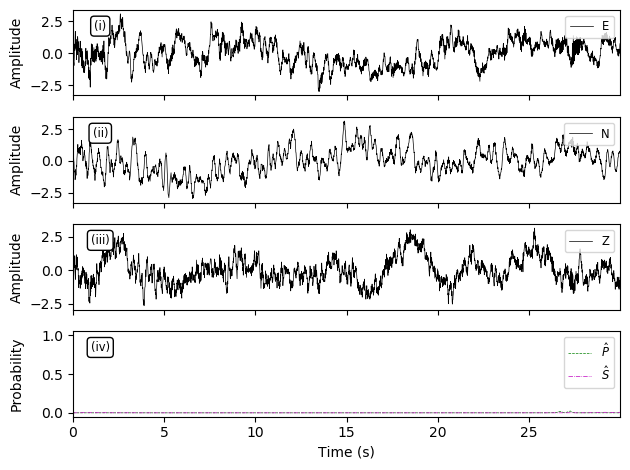 Amplitude
2.5
0.0
−2.5
(i)
E
Amplitude
2.5
0.0
−2.5
(ii)
N
Amplitude
2.5
0.0
−2.5
(iii)
Z
Probability
1.0
0.5
0.0
(iv)
P̂
Ŝ
0 5 10 15 20 25
Time (s)